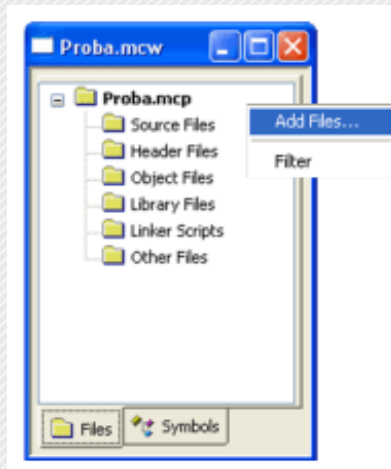 Proba.mcw
Proba.mcp
Source Files
Add Files...
Header Files
Filter
Object Files
Library Files
Linker Scripts
Other Files
Files
Symbols